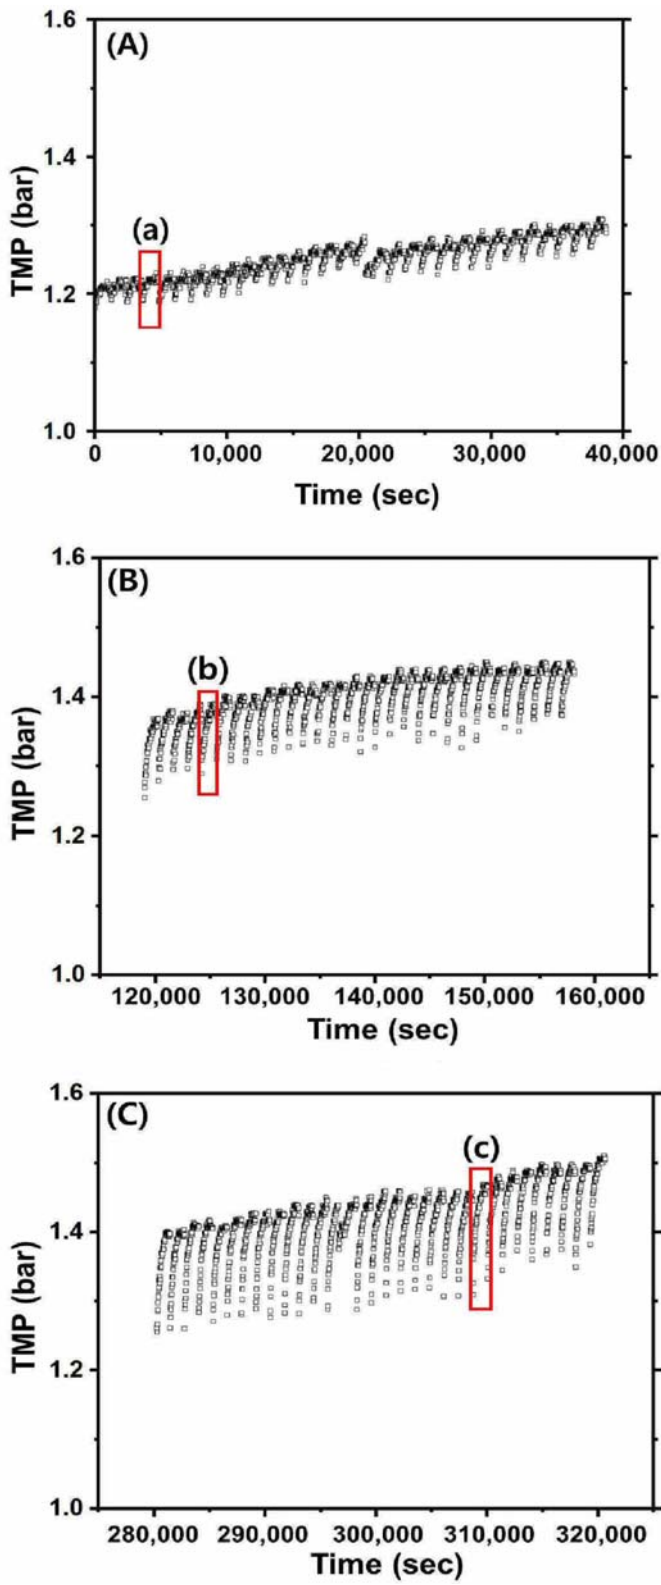 (A)
1.6
1.4
1.2
1.0
TMP (bar)
(a)
0
10,000
20,000
30,000
40,000
Time (sec)
(B)
1.6
1.4
1.2
1.0
TMP (bar)
(b)
120,000
130,000
140,000
150,000
160,000
Time (sec)
(C)
1.6
1.4
1.2
1.0
TMP (bar)
(c)
280,000
290,000
300,000
310,000
320,000
Time (sec)